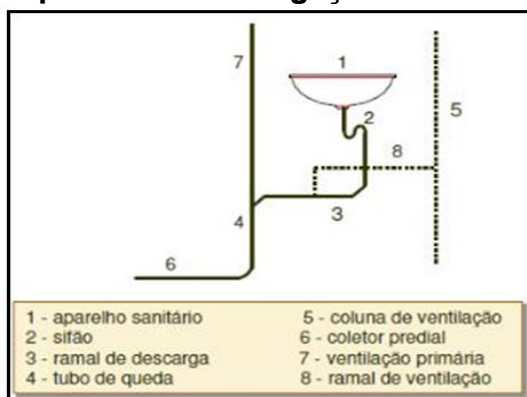 7
1
2
5
8
4
3
6
1 - aparelho sanitário
2 - sifão
3 - ramal de descarga
4 - tubo de queda
5 - coluna de ventilação
6 - coletor predial
7 - ventilação primária
8 - ramal de ventilação